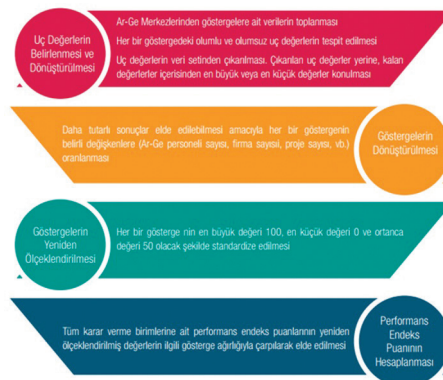 Uç Değerlerin
Belirlenmesi ve
Dönüştürülmesi
Ar-Ge Merkezlerinden göstergelere ait verilerin toplanması
Her bir göstergedeki olumlu ve olumsuz uç değerlerin tespit edilmesi
Uç değerlerin veri setinden çıkarılması. Çıkarılan uç değerler yerine, kalan
değerlerler içerisinden en büyük veya en küçük değerler konulması
Daha tutarlı sonuçlar elde edilebilmesi amacıyla her bir göstergenin
belirli değişkenlere (Ar-Ge personeli sayısı, firma sayısıi, proje sayısı, vb.)
oranlanması
Göstergelerin
Dönüştürülmesi
Göstergelerin
Yeniden
Ölçeklendirilmesi
Her bir gösterge nin en büyük değeri 100, en küçük değeri 0 ve ortanca
değeri 50 olacak şekilde standardize edilmesi
Tüm karar verme birimlerine ait performans endeks puanlarının yeniden
ölçeklendirilmiş değerlerin ilgili gösterge ağırlığıyla çarpılarak elde edilmesi
Performans
Endeks
Puanının
Hesaplanması